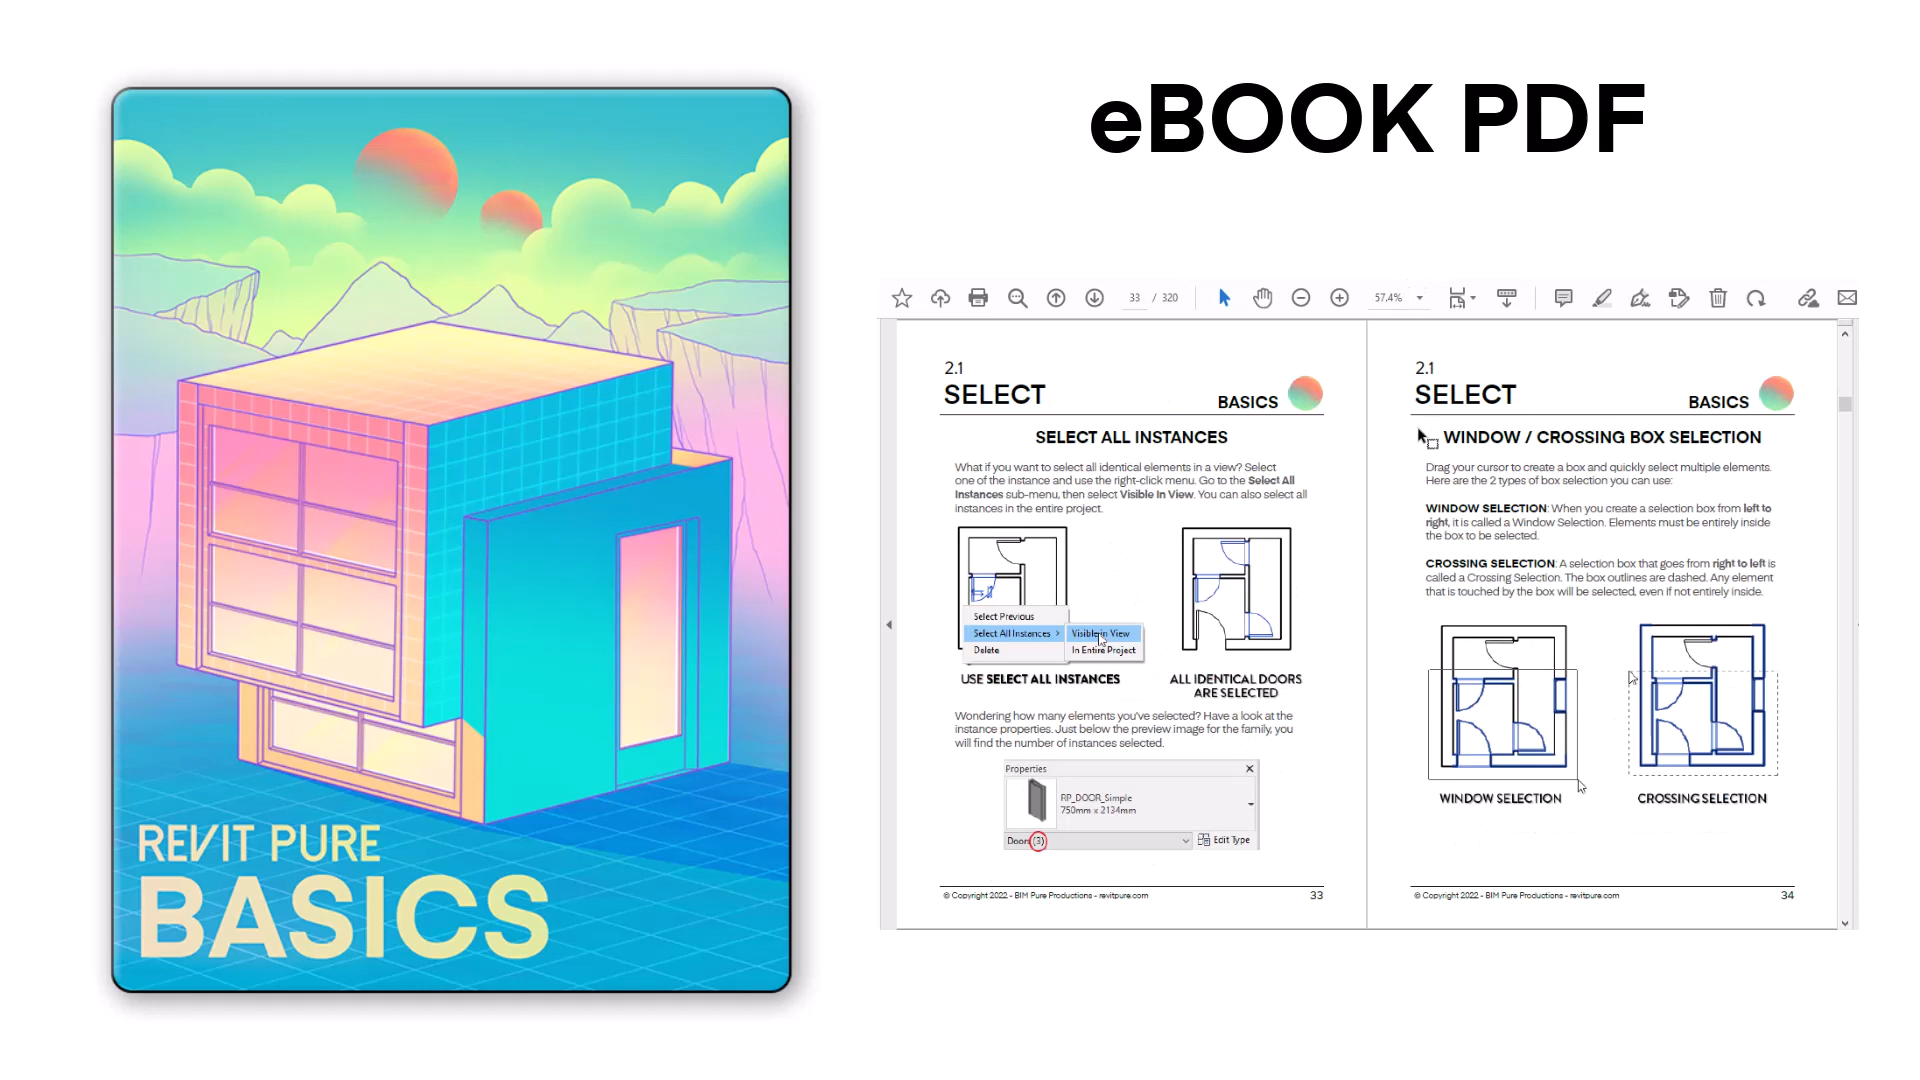 eBOOK PDF
REVIT PURE
BASICS
33 / 320
57.4%
2.1
SELECT
BASICS
SELECT ALL INSTANCES
What if you want to select all identical elements in a view? Select
one of the instance and use the right-click menu. Go to the Select All
Instances sub-menu, then select Visible In View. You can also select all
instances in the entire project.
Select Previous
Select All Instances
Delete
Visible in View
In Entire Project
USE SELECT ALL INSTANCES
ALL IDENTICAL DOORS
ARE SELECTED
Wondering how many elements you've selected? Have a look at the
instance properties. Just below the preview image for the family, you
will find the number of instances selected.
Properties
RP_DOOR_Simple
750mm x 2134mm
Doors (3)
Edit Type
© Copyright 2022 - BIM Pure Productions - revitpure.com
33
2.1
SELECT
BASICS
WINDOW / CROSSING BOX SELECTION
Drag your cursor to create a box and quickly select multiple elements.
Here are the 2 types of box selection you can use:
WINDOW SELECTION: When you create a selection box from left to
right, it is called a Window Selection. Elements must be entirely inside
the box to be selected.
CROSSING SELECTION: A selection box that goes from right to left is
called a Crossing Selection. The box outlines are dashed. Any element
that is touched by the box will be selected, even if not entirely inside.
WINDOW SELECTION
CROSSING SELECTION
© Copyright 2022 - BIM Pure Productions - revitpure.com
34